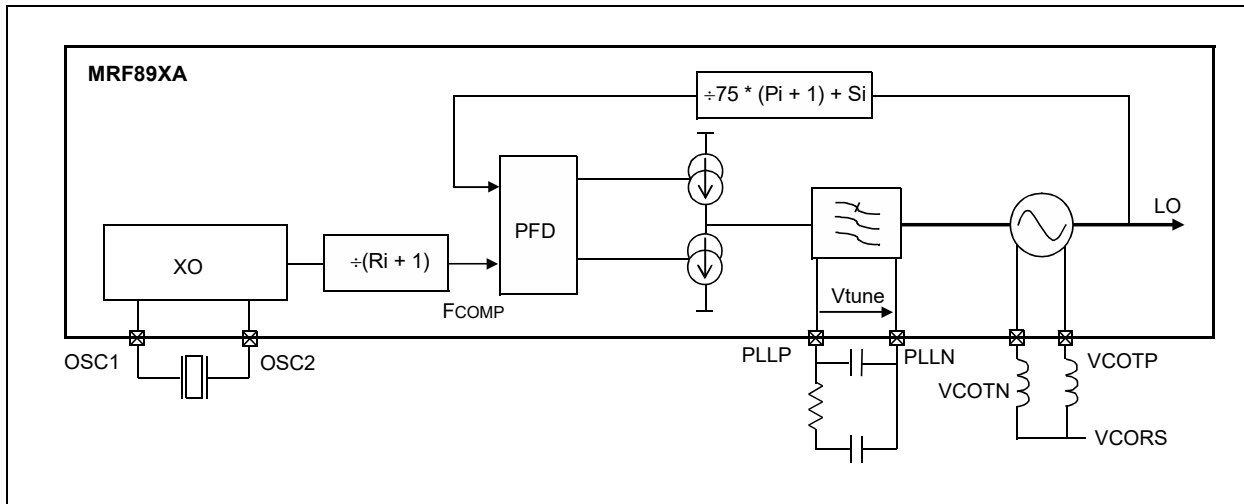 MRF89XA
÷75 * (Pi + 1) + Si
LO
PFD
XO
÷(Ri + 1)
FCOMP
Vtune
OSC1
OSC2
PLLP
PLLN
VCOTN
VCOTP
VCORS